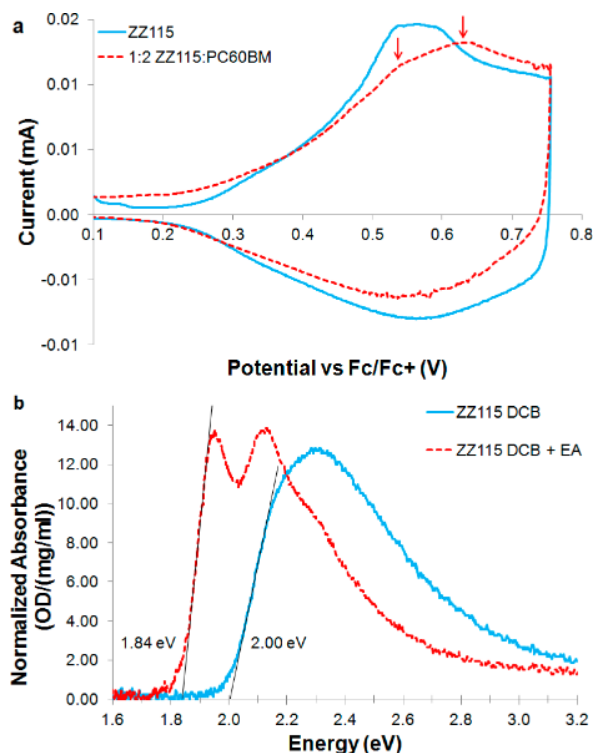 a
ZZ115
1:2 ZZ115:PC60BM
Current (mA)
0.02
0.01
0.01
0.00
-0.01
-0.01
0.1 0.2 0.3 0.4 0.5 0.6 0.7 0.8
Potential vs Fc/Fc+ (V)
b
ZZ115 DCB
ZZ115 DCB + EA
Normalized Absorbance
(OD/(mg/ml))
14.00
12.00
10.00
8.00
6.00
4.00
2.00
0.00
1.84 eV
2.00 eV
1.6 1.8 2.0 2.2 2.4 2.6 2.8 3.0 3.2
Energy (eV)